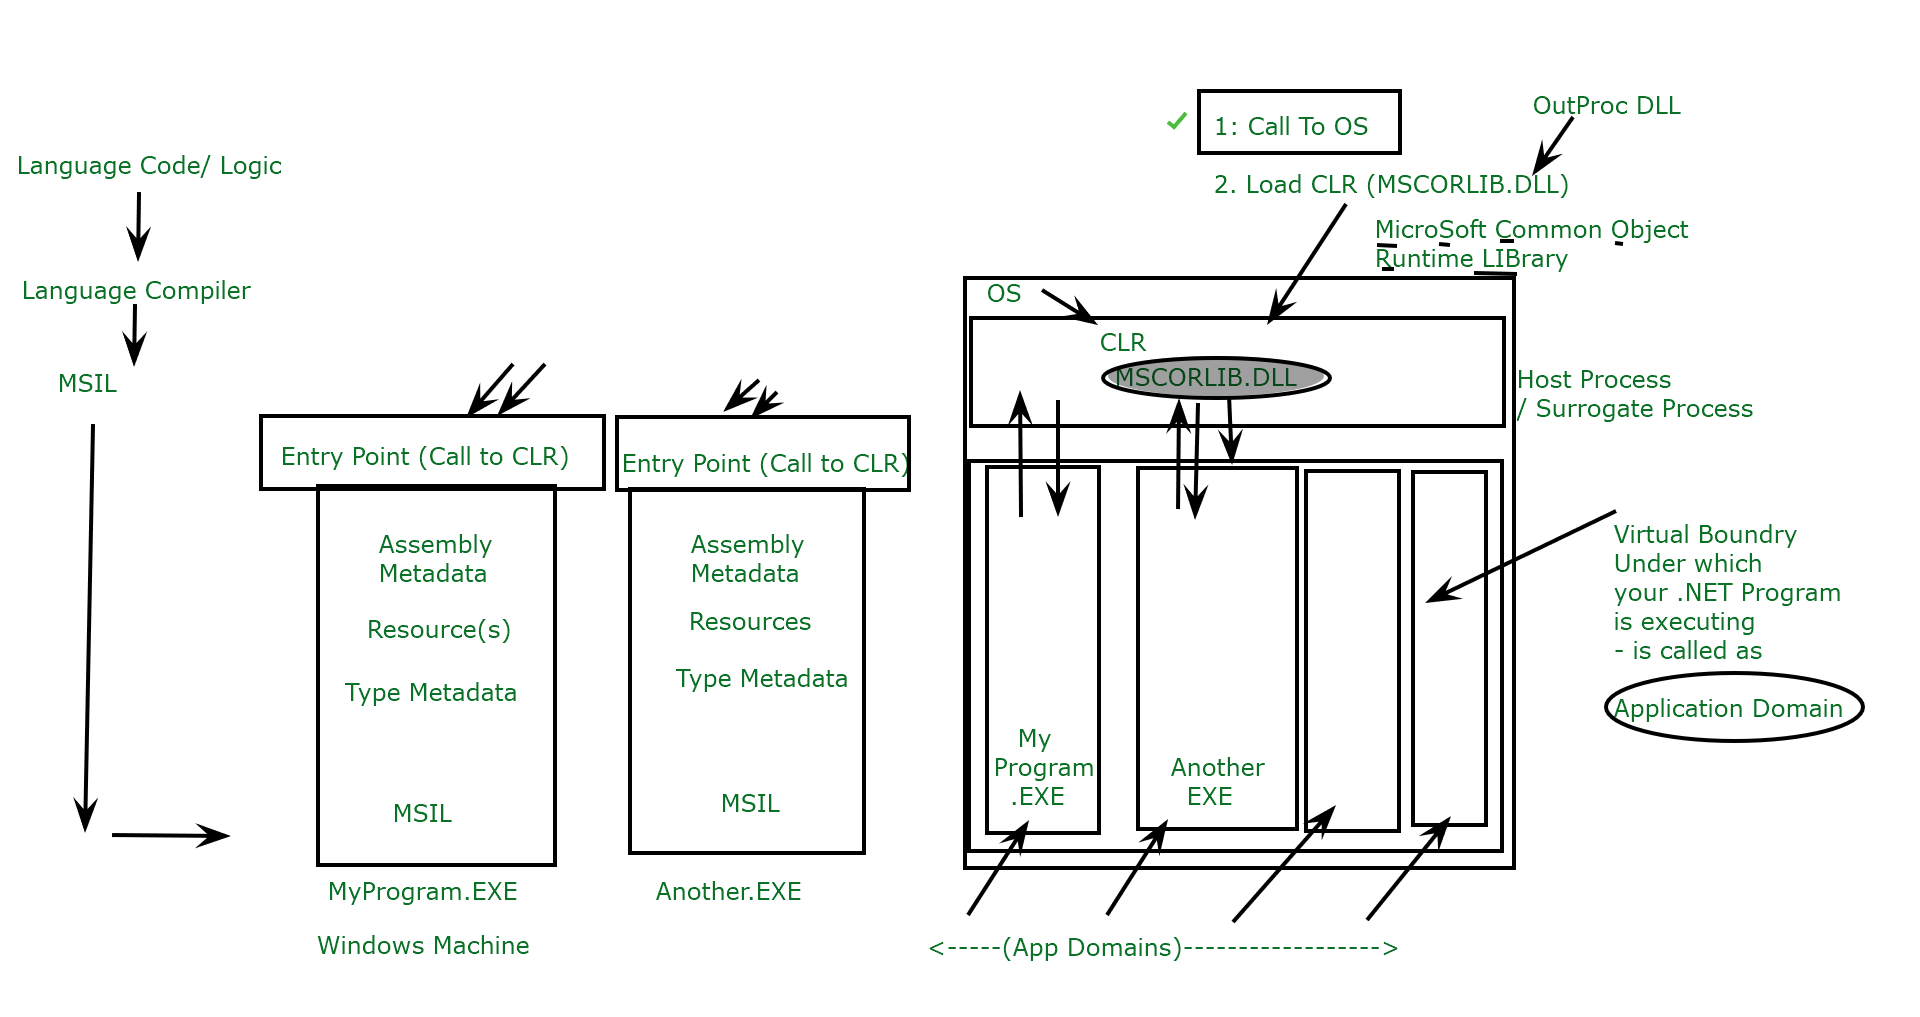 Language Code/ Logic
Language Compiler
MSIL
Entry Point (Call to CLR)
Assembly
Metadata
Resource(s)
Type Metadata
MSIL
MyProgram.EXE
Windows Machine
Entry Point (Call to CLR)
Assembly
Metadata
Resources
Type Metadata
MSIL
Another.EXE
1: Call To OS
OutProc DLL
2. Load CLR (MSCORLIB.DLL)
MicroSoft Common Object
Runtime LIBrary
OS
CLR
MSCORLIB.DLL
Host Process
/ Surrogate Process
My
Program
.EXE
Another
EXE
Virtual Boundry
Under which
your .NET Program
is executing
- is called as
Application Domain
<-----(App Domains)------------------>